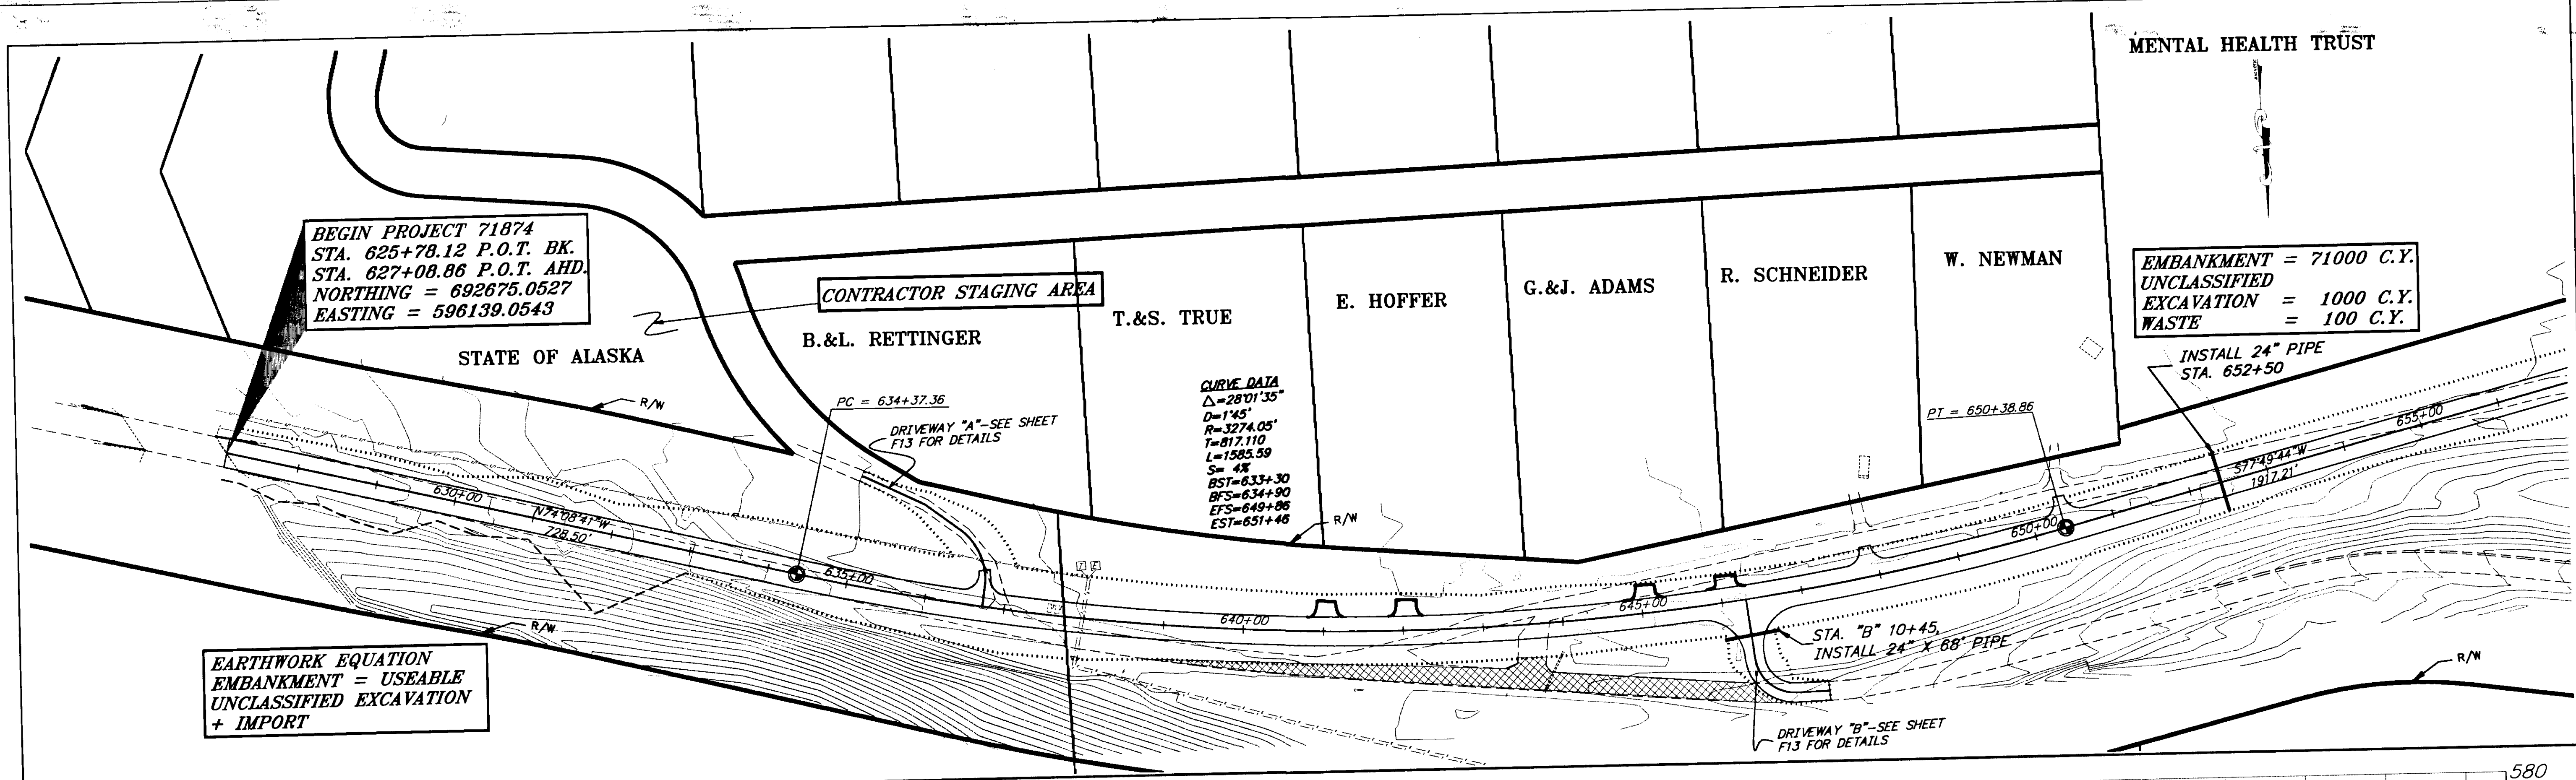 MENTAL HEALTH TRUST
BEGIN PROJECT 71874
STA. 625+78.12 P.O.T. BK.
STA. 627+08.86 P.O.T. AHD.
NORTHING = 692675.0527
EASTING = 596139.0543
CONTRACTOR STAGING AREA
STATE OF ALASKA
B.&L. RETTINGER
T.&S. TRUE
E. HOFFER
G.&J. ADAMS
R. SCHNEIDER
W. NEWMAN
EMBANKMENT = 71000 C.Y.
UNCLASSIFIED
EXCAVATION = 1000 C.Y.
WASTE = 100 C.Y.
INSTALL 24" PIPE
STA. 652+50
R/W
PC = 634+37.36
DRIVEWAY "A"-SEE SHEET
F13 FOR DETAILS
CURVE DATA
Δ=28°01'35"
D=1°45'
R=3274.05'
T=817.110
L=1585.59
S= 4%
BST=633+30
BFS=634+90
EFS=649+86
EST=651+46
R/W
PT = 650+38.86
655+00
S77°49'44"W
1917.21'
630+00
N74°08'41"W
728.50'
635+00
640+00
645+00
650+00
STA. "B" 10+45,
INSTALL 24" X 68' PIPE
R/W
R/W
EARTHWORK EQUATION
EMBANKMENT = USEABLE
UNCLASSIFIED EXCAVATION
+ IMPORT
DRIVEWAY "B"-SEE SHEET
F13 FOR DETAILS
580